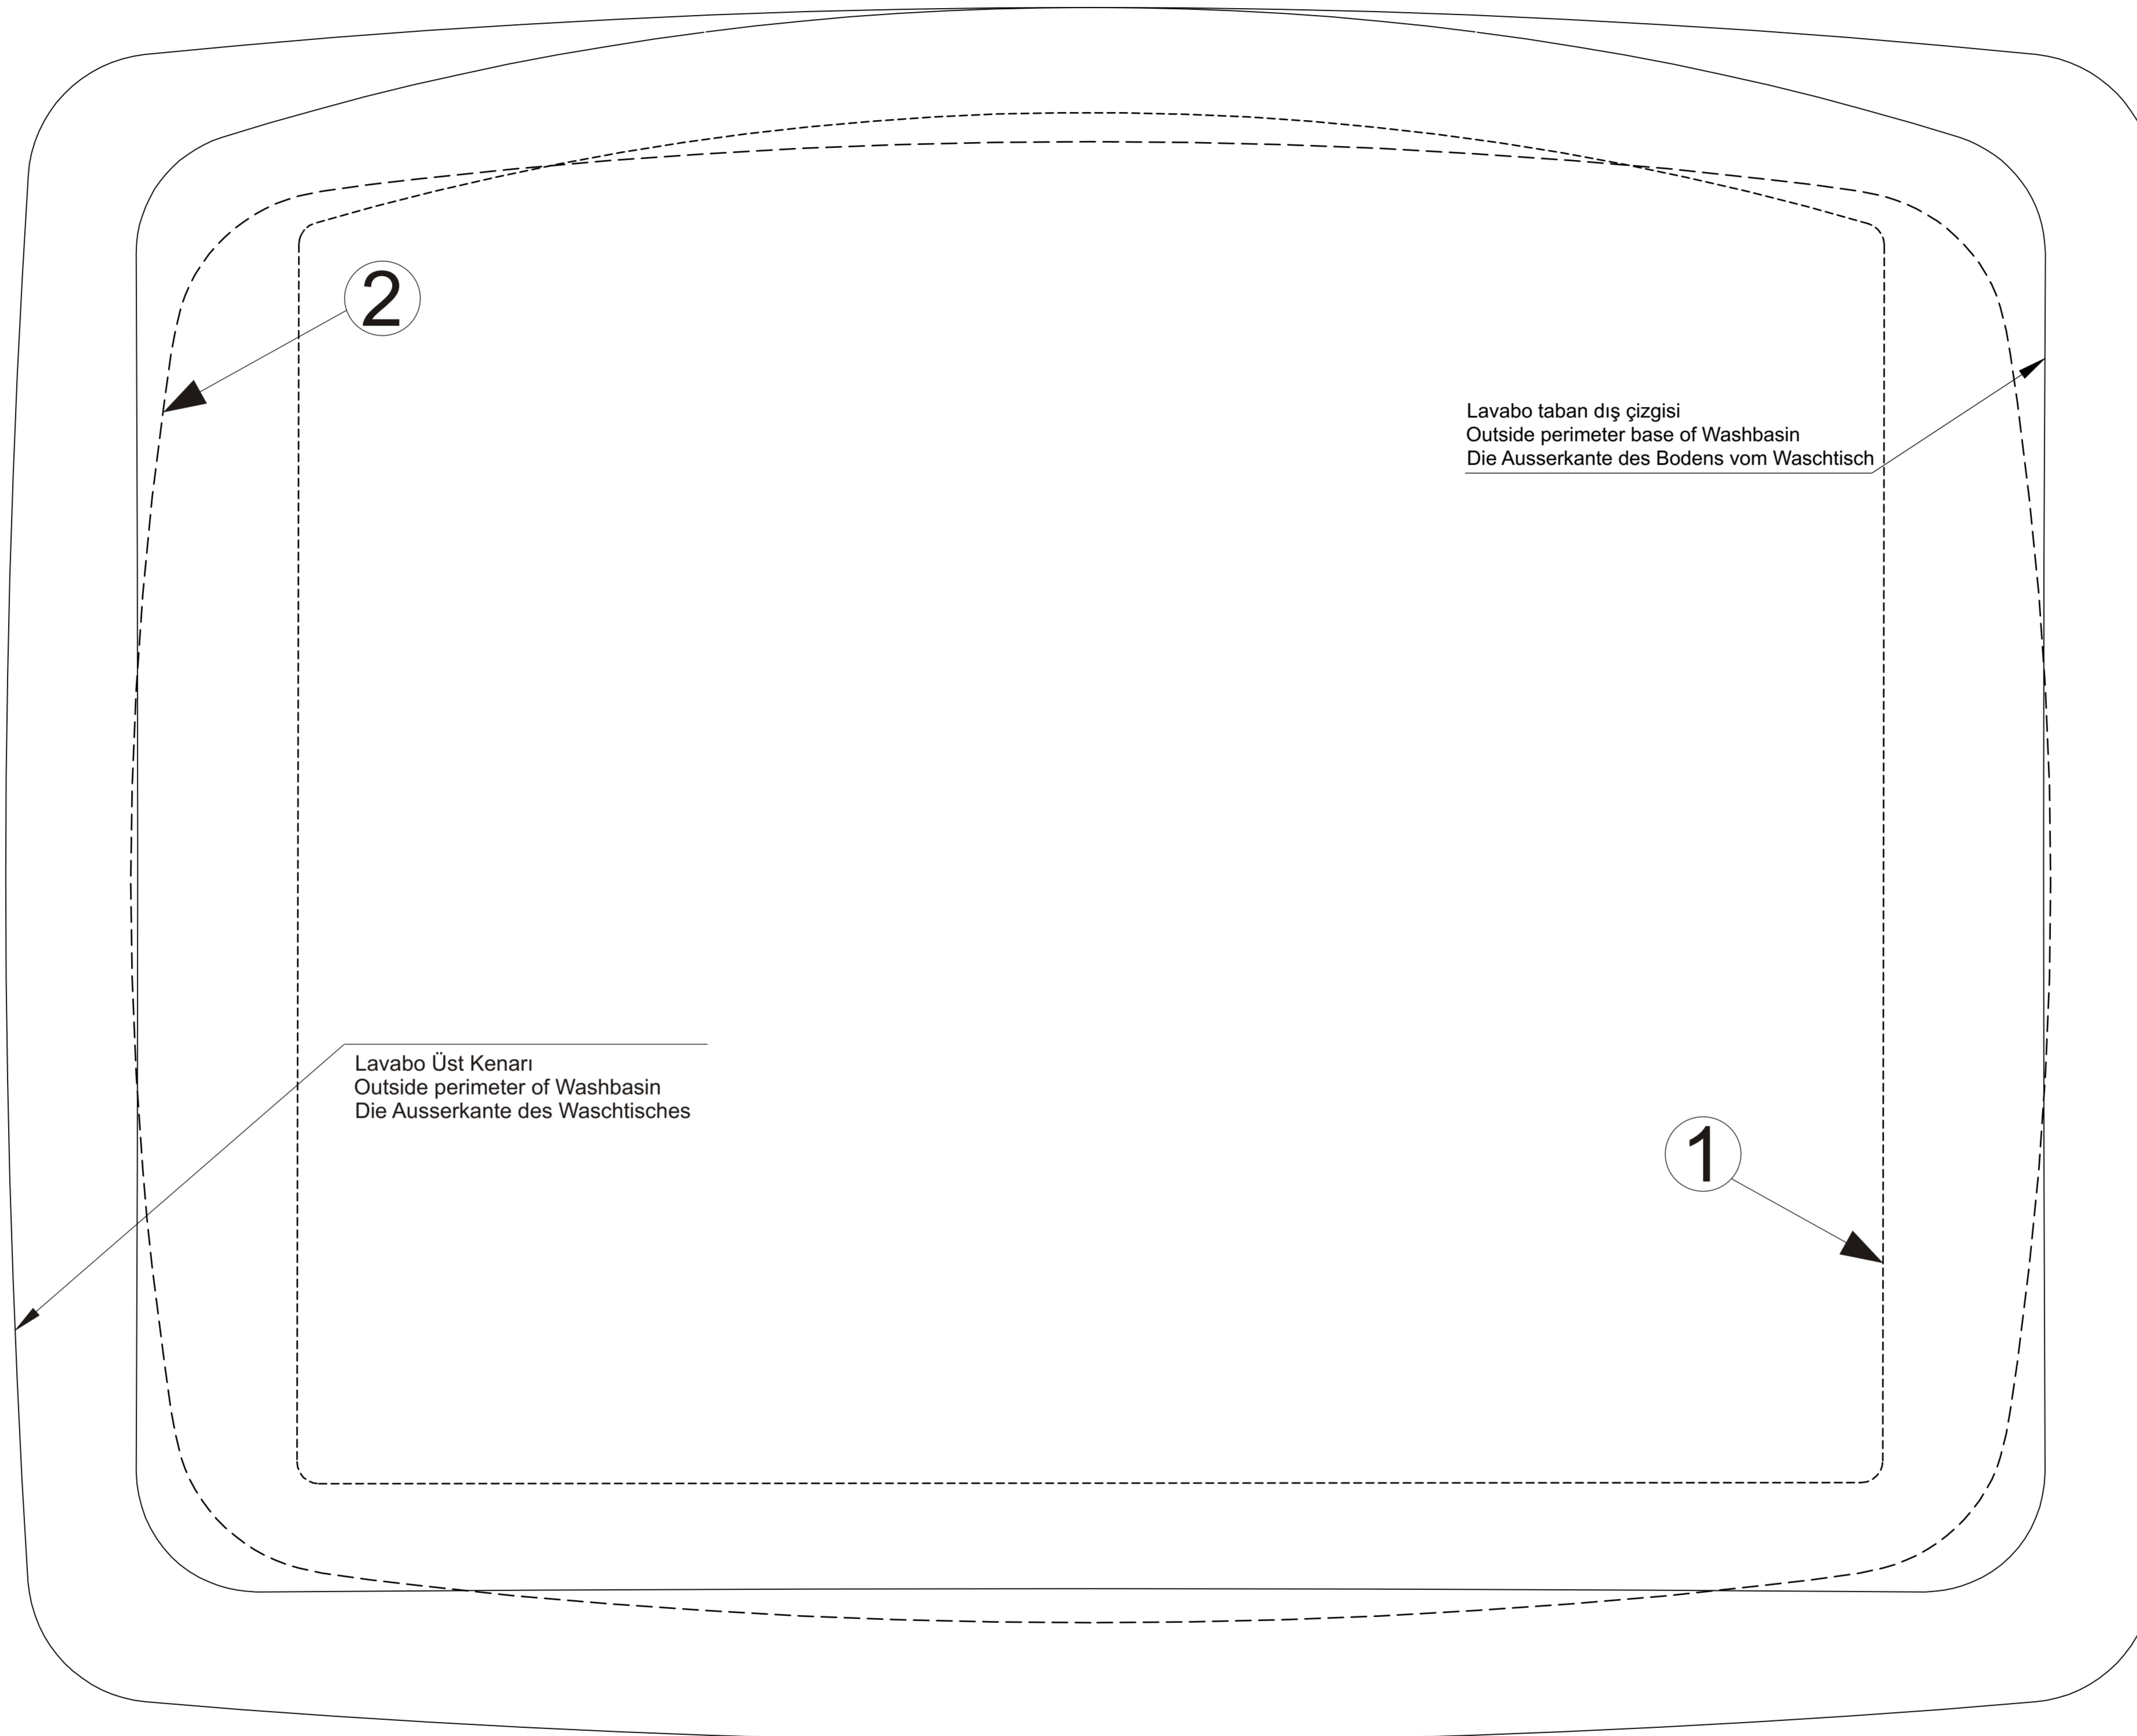 2
Lavabo taban dış çizgisi
Outside perimeter base of Washbasin
Die Ausserkante des Bodens vom Waschtisch
Lavabo Üst Kenarı
Outside perimeter of Washbasin
Die Ausserkante des Waschtisches
1